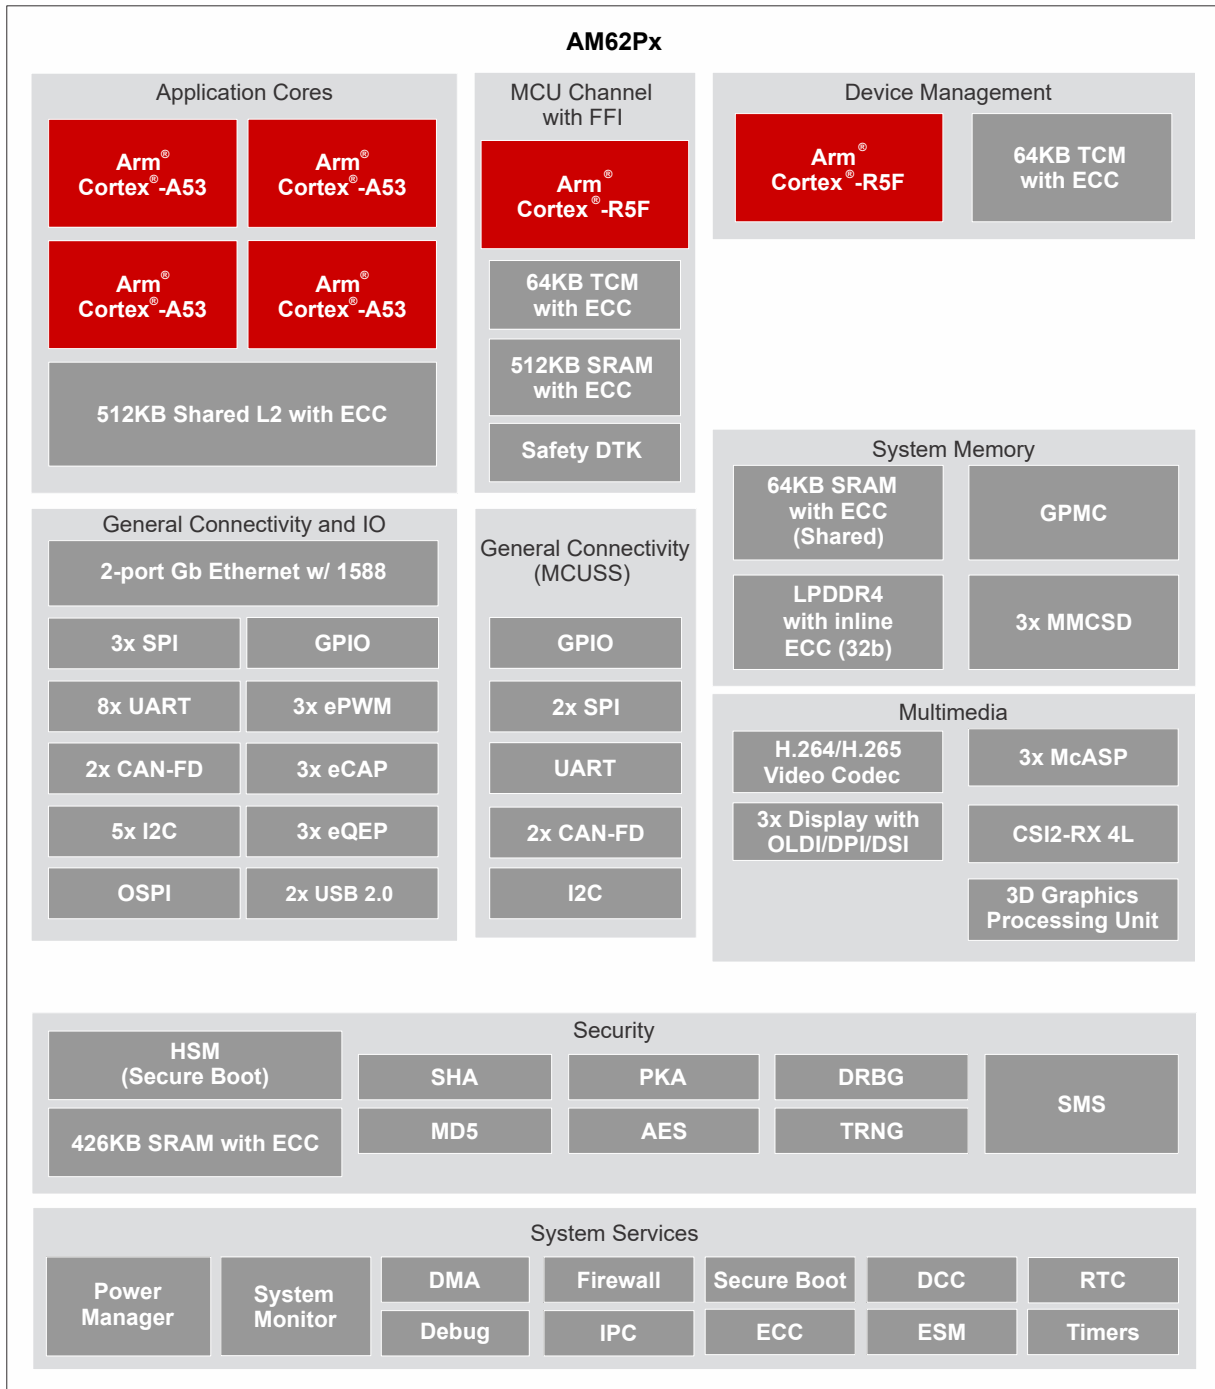 AM62Px
Application Cores
Arm®
Cortex®-A53
Arm®
Cortex®-A53
Arm®
Cortex®-A53
Arm®
Cortex®-A53
512KB Shared L2 with ECC
MCU Channel
with FFI
Arm®
Cortex®-R5F
64KB TCM
with ECC
512KB SRAM
with ECC
Safety DTK
Device Management
Arm®
Cortex®-R5F
64KB TCM
with ECC
System Memory
64KB SRAM
with ECC
(Shared)
GPMC
LPDDR4
with inline
ECC (32b)
3x MMCSD
General Connectivity and IO
2-port Gb Ethernet w/ 1588
3x SPI
GPIO
8x UART
3x ePWM
2x CAN-FD
3x eCAP
5x I2C
3x eQEP
OSPI
2x USB 2.0
General Connectivity
(MCUSS)
GPIO
2x SPI
UART
2x CAN-FD
I2C
Multimedia
H.264/H.265
Video Codec
3x McASP
3x Display with
OLDI/DPI/DSI
CSI2-RX 4L
3D Graphics
Processing Unit
Security
HSM
(Secure Boot)
426KB SRAM with ECC
SHA
PKA
DRBG
MD5
AES
TRNG
SMS
System Services
Power
Manager
System
Monitor
DMA
Firewall
Secure Boot
DCC
RTC
Debug
IPC
ECC
ESM
Timers